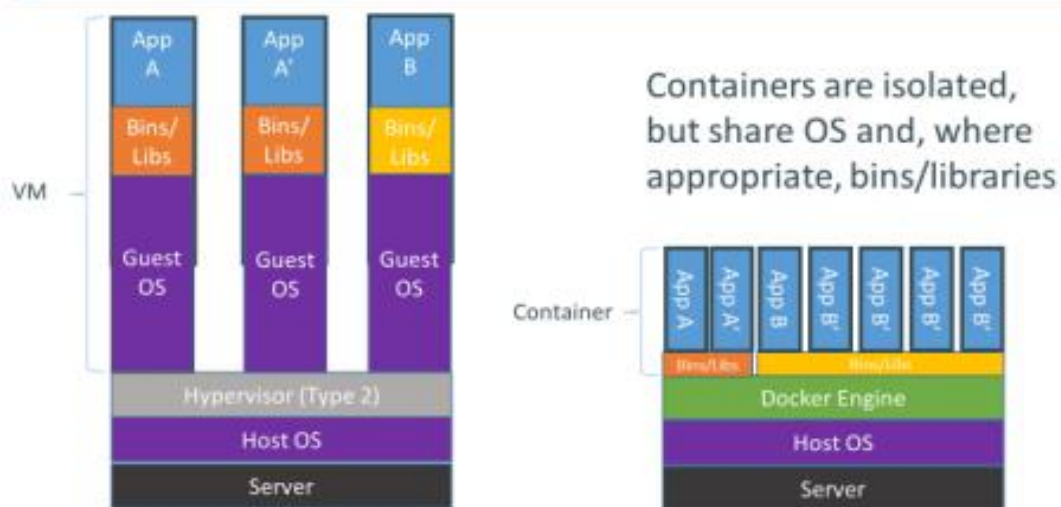 VM
App
A
Bins/
Libs
Guest
OS
App
A'
Bins/
Libs
Guest
OS
App
B
Bins/
Libs
Guest
OS
Hypervisor (Type 2)
Host OS
Server
Containers are isolated,
but share OS and, where
appropriate, bins/libraries
Container
App A
App A'
App B
App B'
App B'
App B'
App B'
Bins/Libs
Bins/Libs
Docker Engine
Host OS
Server